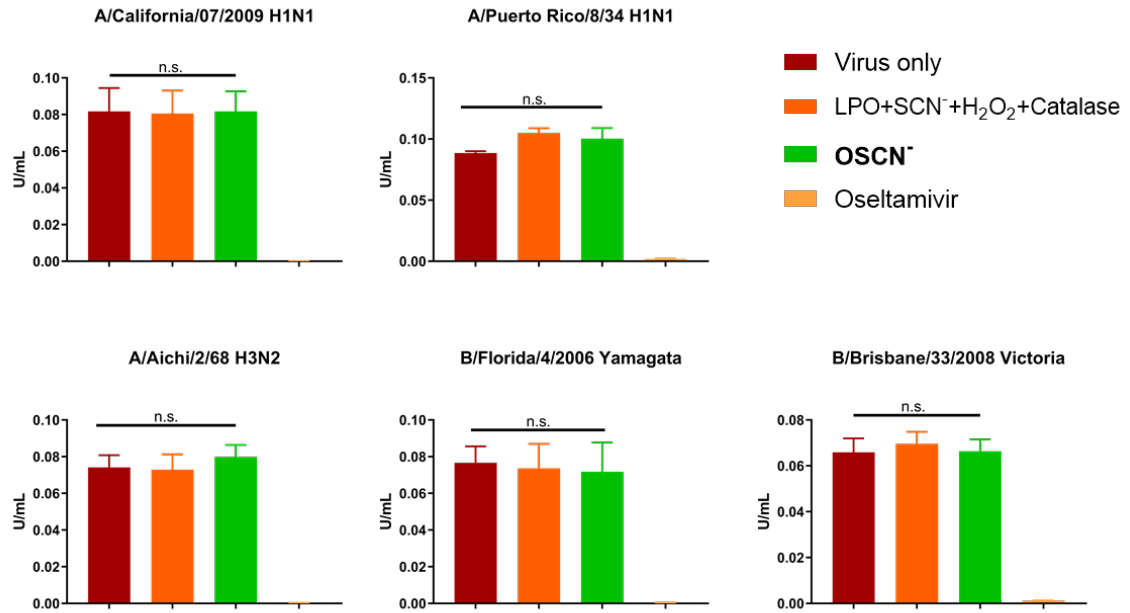 A/California/07/2009 H1N1
n.s.
0.10
0.08
0.06
0.04
0.02
0.00
U/mL
A/Puerto Rico/8/34 H1N1
n.s.
0.15
0.10
0.05
0.00
U/mL
Virus only
LPO+SCN⁻+H₂O₂+Catalase
OSCN⁻
Oseltamivir
A/Aichi/2/68 H3N2
n.s.
0.10
0.08
0.06
0.04
0.02
0.00
U/mL
B/Florida/4/2006 Yamagata
n.s.
0.10
0.08
0.06
0.04
0.02
0.00
U/mL
B/Brisbane/33/2008 Victoria
n.s.
0.08
0.06
0.04
0.02
0.00
U/mL